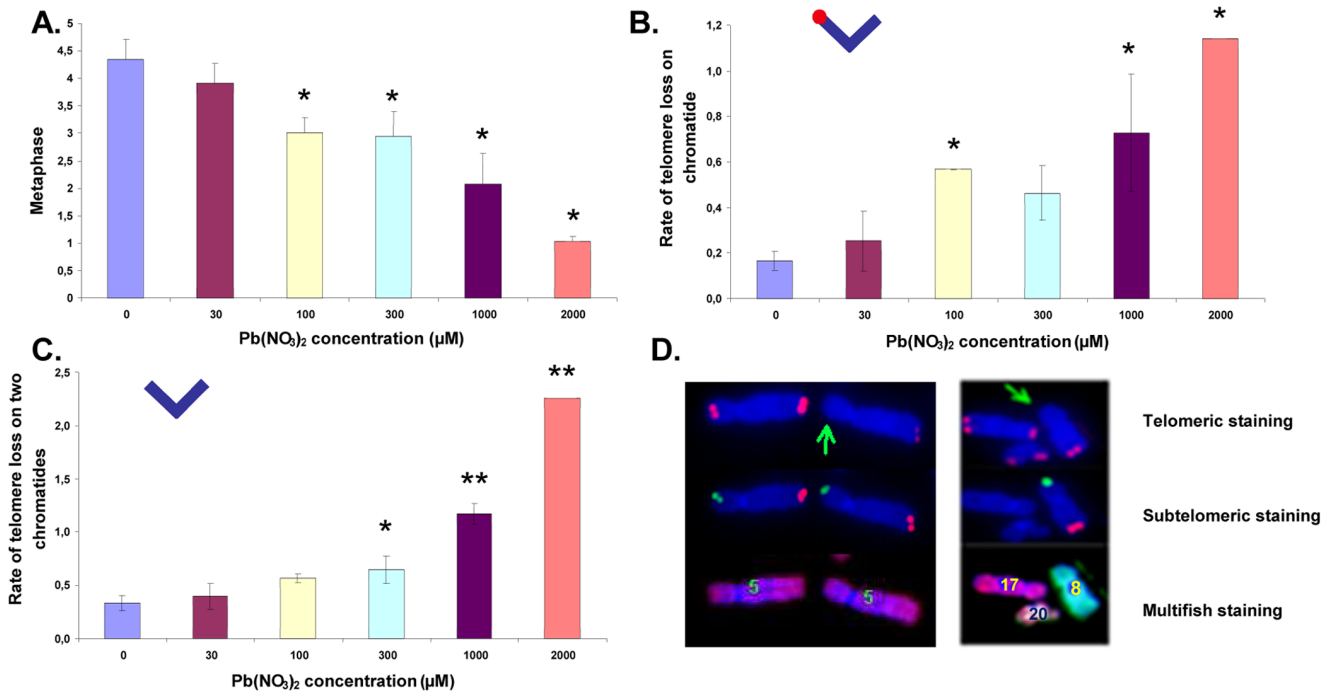 A.
Metaphase
5
4,5
4
3,5
3
2,5
2
1,5
1
0,5
0
*
*
*
*
0 30 100 300 1000 2000
Pb(NO₃)₂ concentration (µM)
B.
Rate of telomere loss on
chromatide
1,2
1,0
0,8
0,6
0,4
0,2
0,0
*
*
*
0 30 100 300 1000 2000
Pb(NO₃)₂ concentration (µM)
C.
Rate of telomere loss on two
chromatides
2,5
2,0
1,5
1,0
0,5
0,0
*
**
**
0 30 100 300 1000 2000
Pb(NO₃)₂ concentration (µM)
D.
Telomeric staining
Subtelomeric staining
5 5 17 8
20
Multifish staining